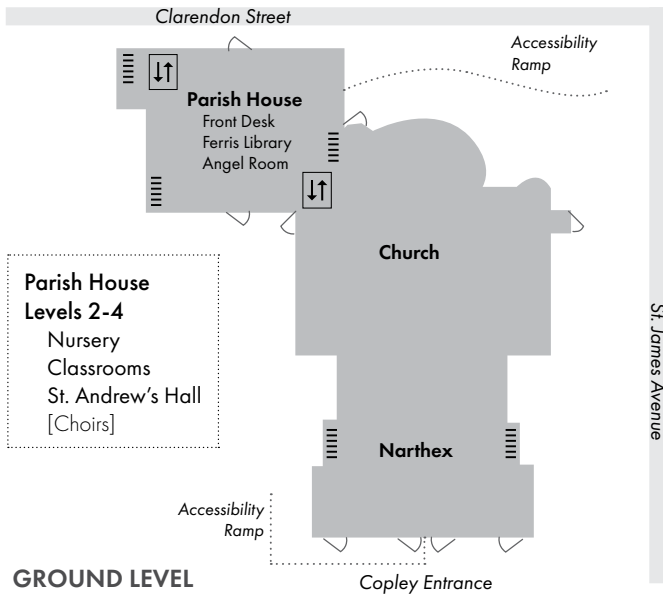 Clarendon Street
Accessibility
Ramp
Parish House
Front Desk
Ferris Library
Angel Room
Church
Parish House
Levels 2-4
Nursery
Classrooms
St. Andrew's Hall
[Choirs]
St. James Avenue
Narthex
Accessibility
Ramp
GROUND LEVEL
Copley Entrance